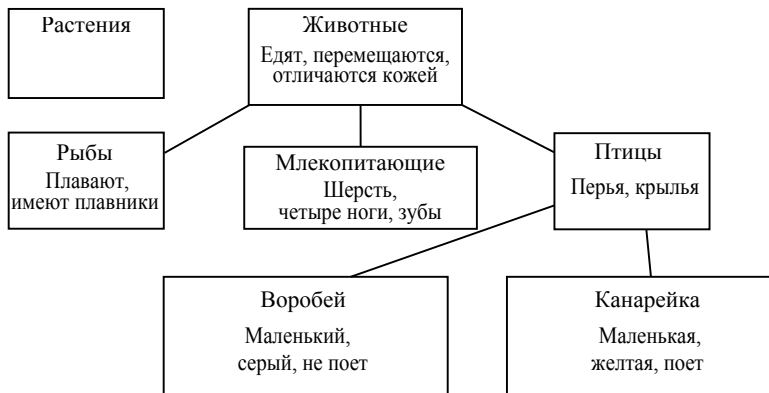 Растения
Животные
Едят, перемещаются,
отличаются кожей
Рыбы
Плавают,
имеют плавники
Млекопитающие
Шерсть,
четыре ноги, зубы
Птицы
Перья, крылья
Воробей
Маленький,
серый, не поет
Канарейка
Маленькая,
желтая, поет